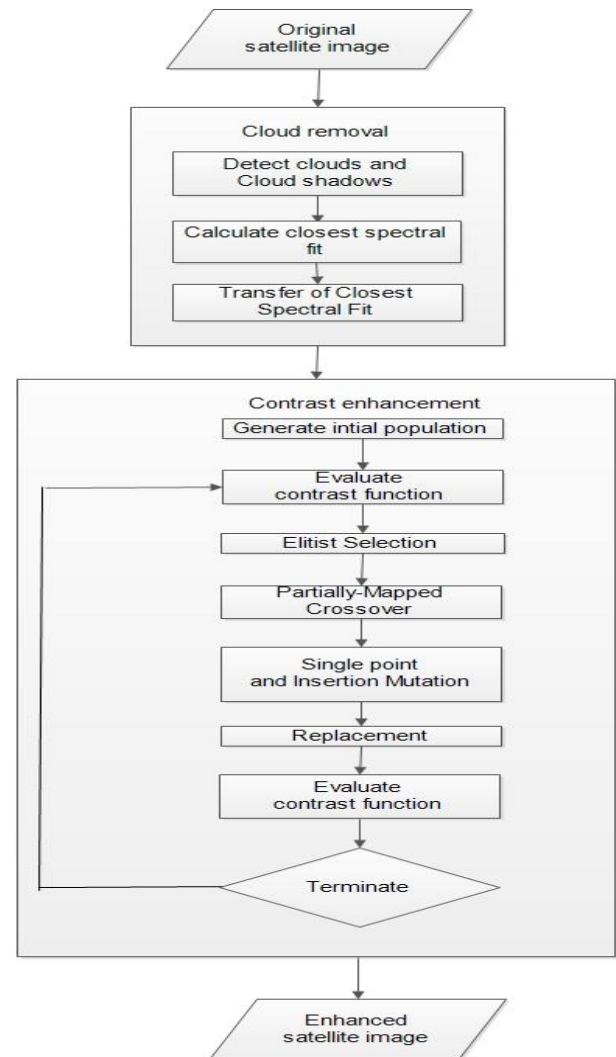 Original
satellite image
Cloud removal
Detect clouds and
Cloud shadows
Calculate closest spectral
fit
Transfer of Closest
Spectral Fit
Contrast enhancement
Generate intial population
Evaluate
contrast function
Elitist Selection
Partially-Mapped
Crossover
Single point
and Insertion Mutation
Replacement
Evaluate
contrast function
Terminate
Enhanced
satellite image